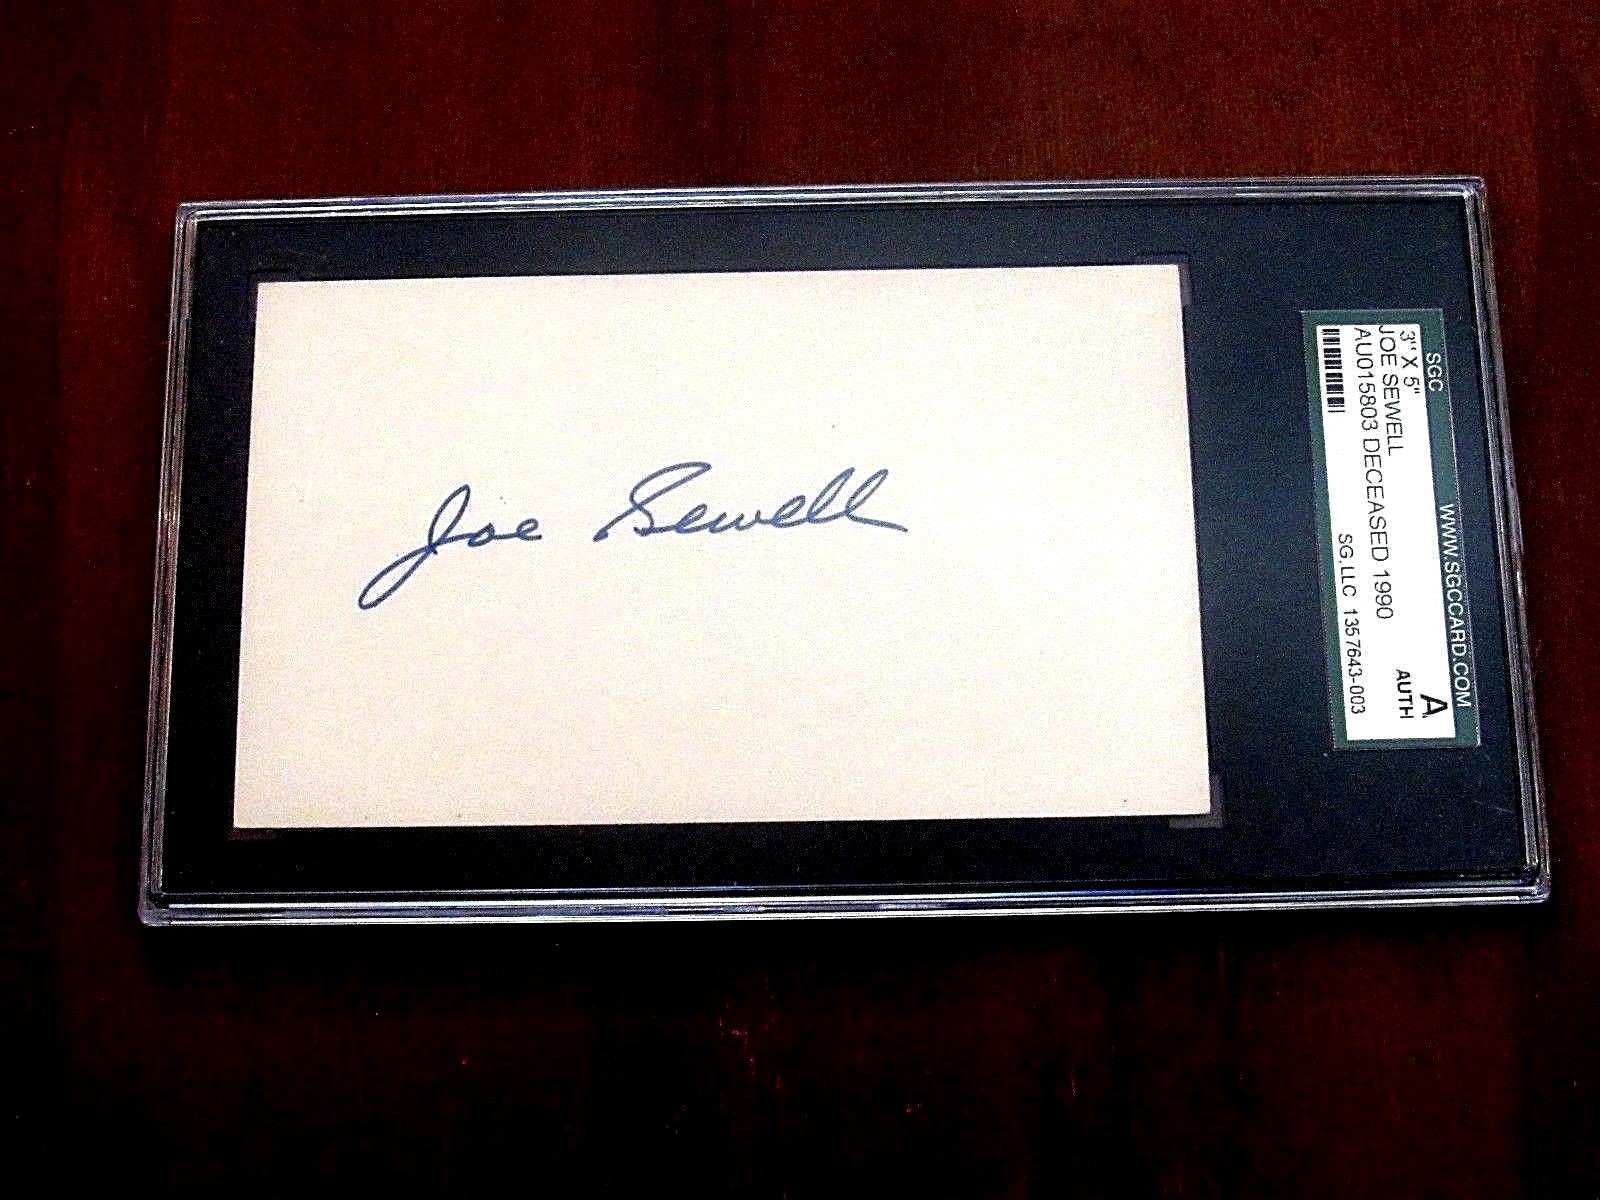 Joe Sewell
SGC WWW.SGCCARD.COM
3" X 5" A
JOE SEWELL AUTH
AU015803 DECEASED 1990
SG, LLC 1357643-003